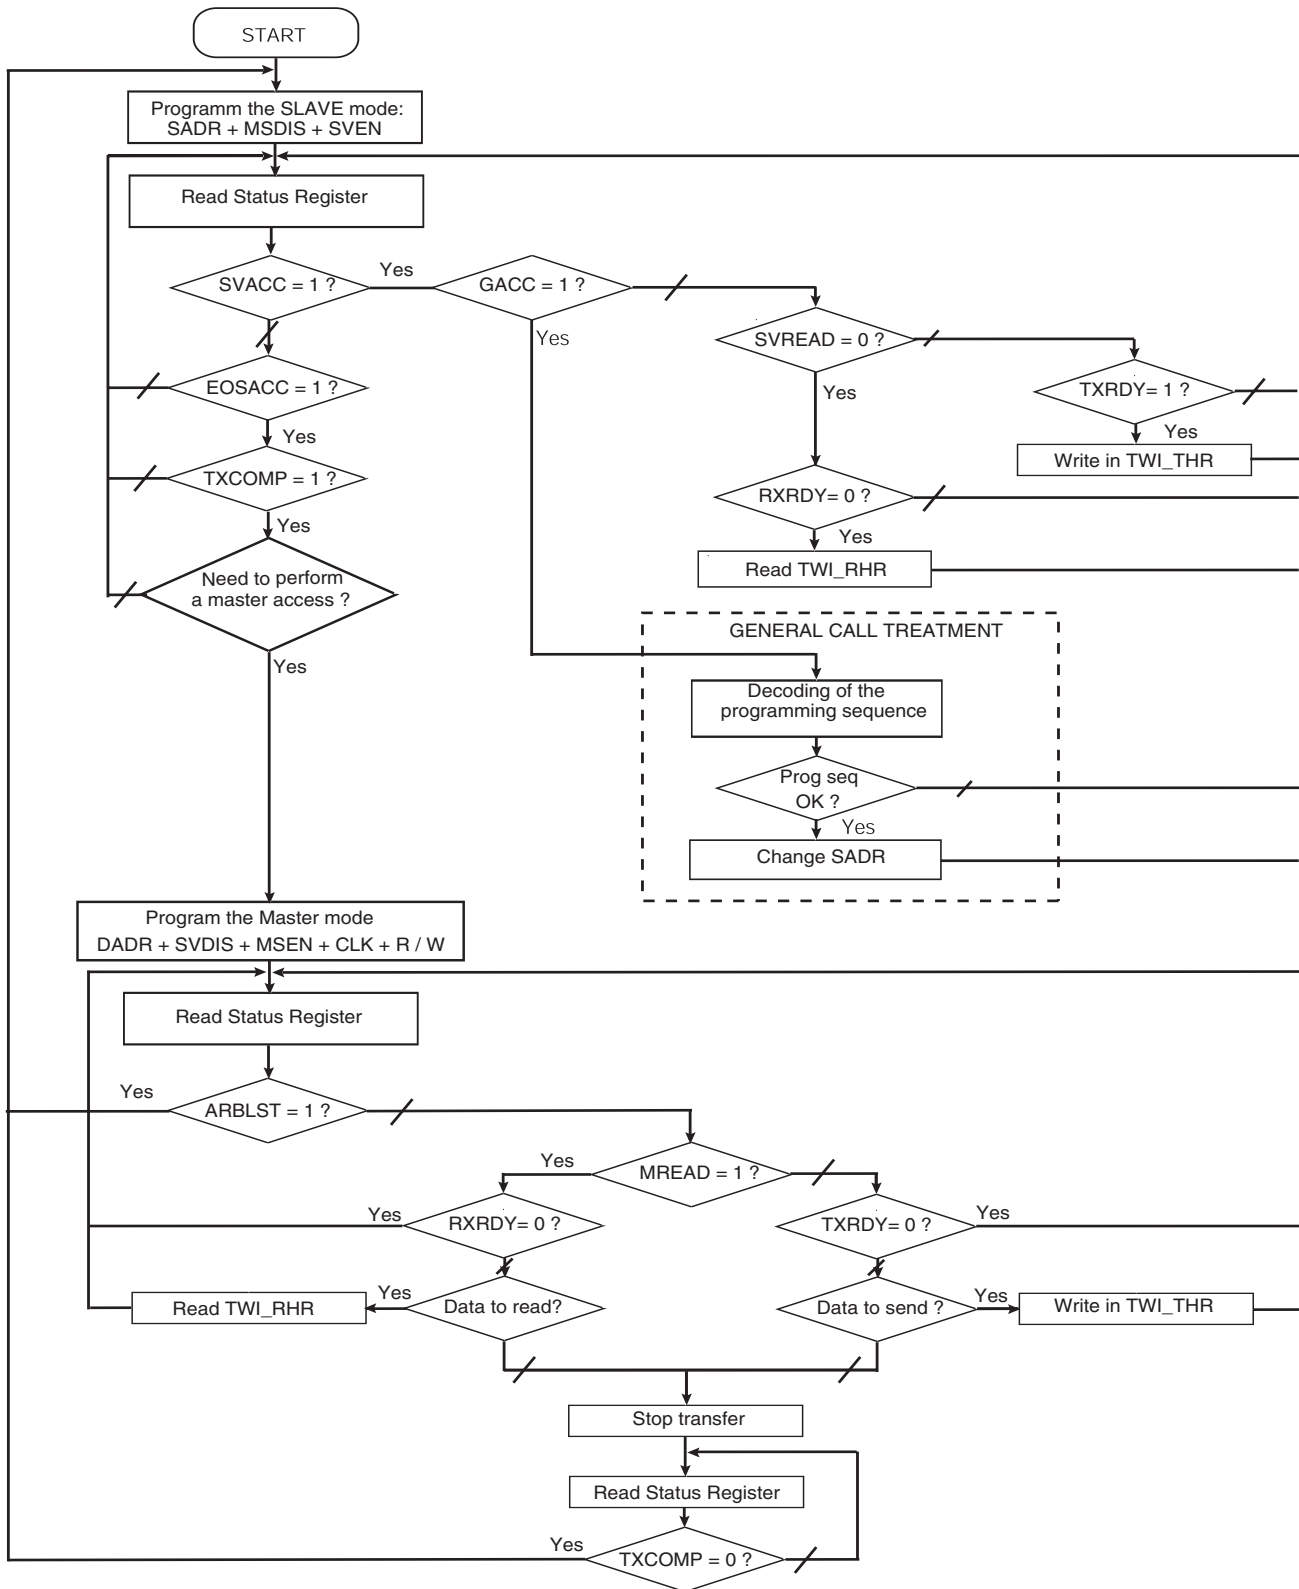 START
Programm the SLAVE mode:
SADR + MSDIS + SVEN
Read Status Register
SVACC = 1 ?
Yes
GACC = 1 ?
Yes
SVREAD = 0 ?
Yes
TXRDY= 1 ?
Yes
Write in TWI_THR
EOSACC = 1 ?
Yes
TXCOMP = 1 ?
Yes
RXRDY= 0 ?
Yes
Read TWI_RHR
Need to perform
a master access ?
Yes
GENERAL CALL TREATMENT
Decoding of the
programming sequence
Prog seq
OK ?
Yes
Change SADR
Program the Master mode
DADR + SVDIS + MSEN + CLK + R / W
Read Status Register
Yes
ARBLST = 1 ?
Yes
MREAD = 1 ?
Yes
RXRDY= 0 ?
TXRDY= 0 ?
Yes
Read TWI_RHR
Yes
Data to read?
Data to send ?
Yes
Write in TWI_THR
Stop transfer
Read Status Register
Yes
TXCOMP = 0 ?